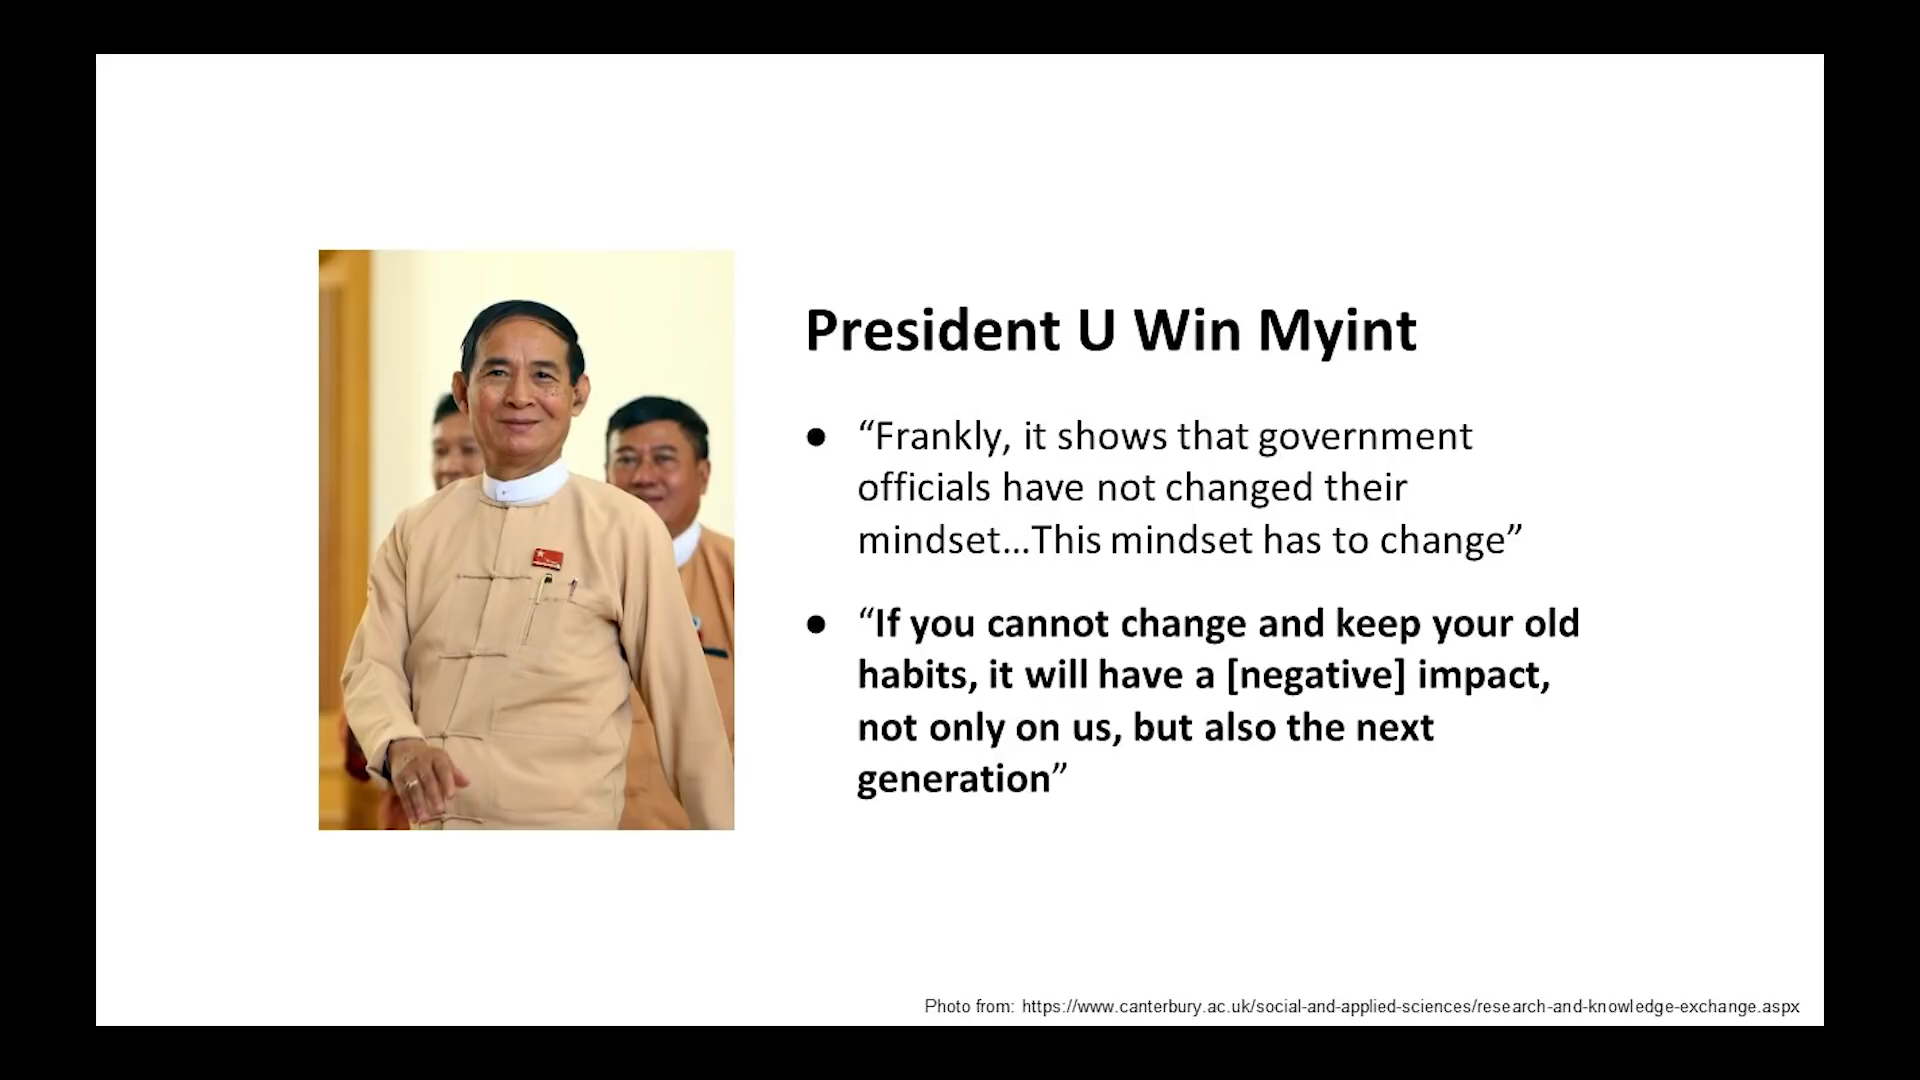 President U Win Myint
● “Frankly, it shows that government
officials have not changed their
mindset...This mindset has to change”
● “If you cannot change and keep your old
habits, it will have a [negative] impact,
not only on us, but also the next
generation”
Photo from: https://www.canterbury.ac.uk/social-and-applied-sciences/research-and-knowledge-exchange.aspx